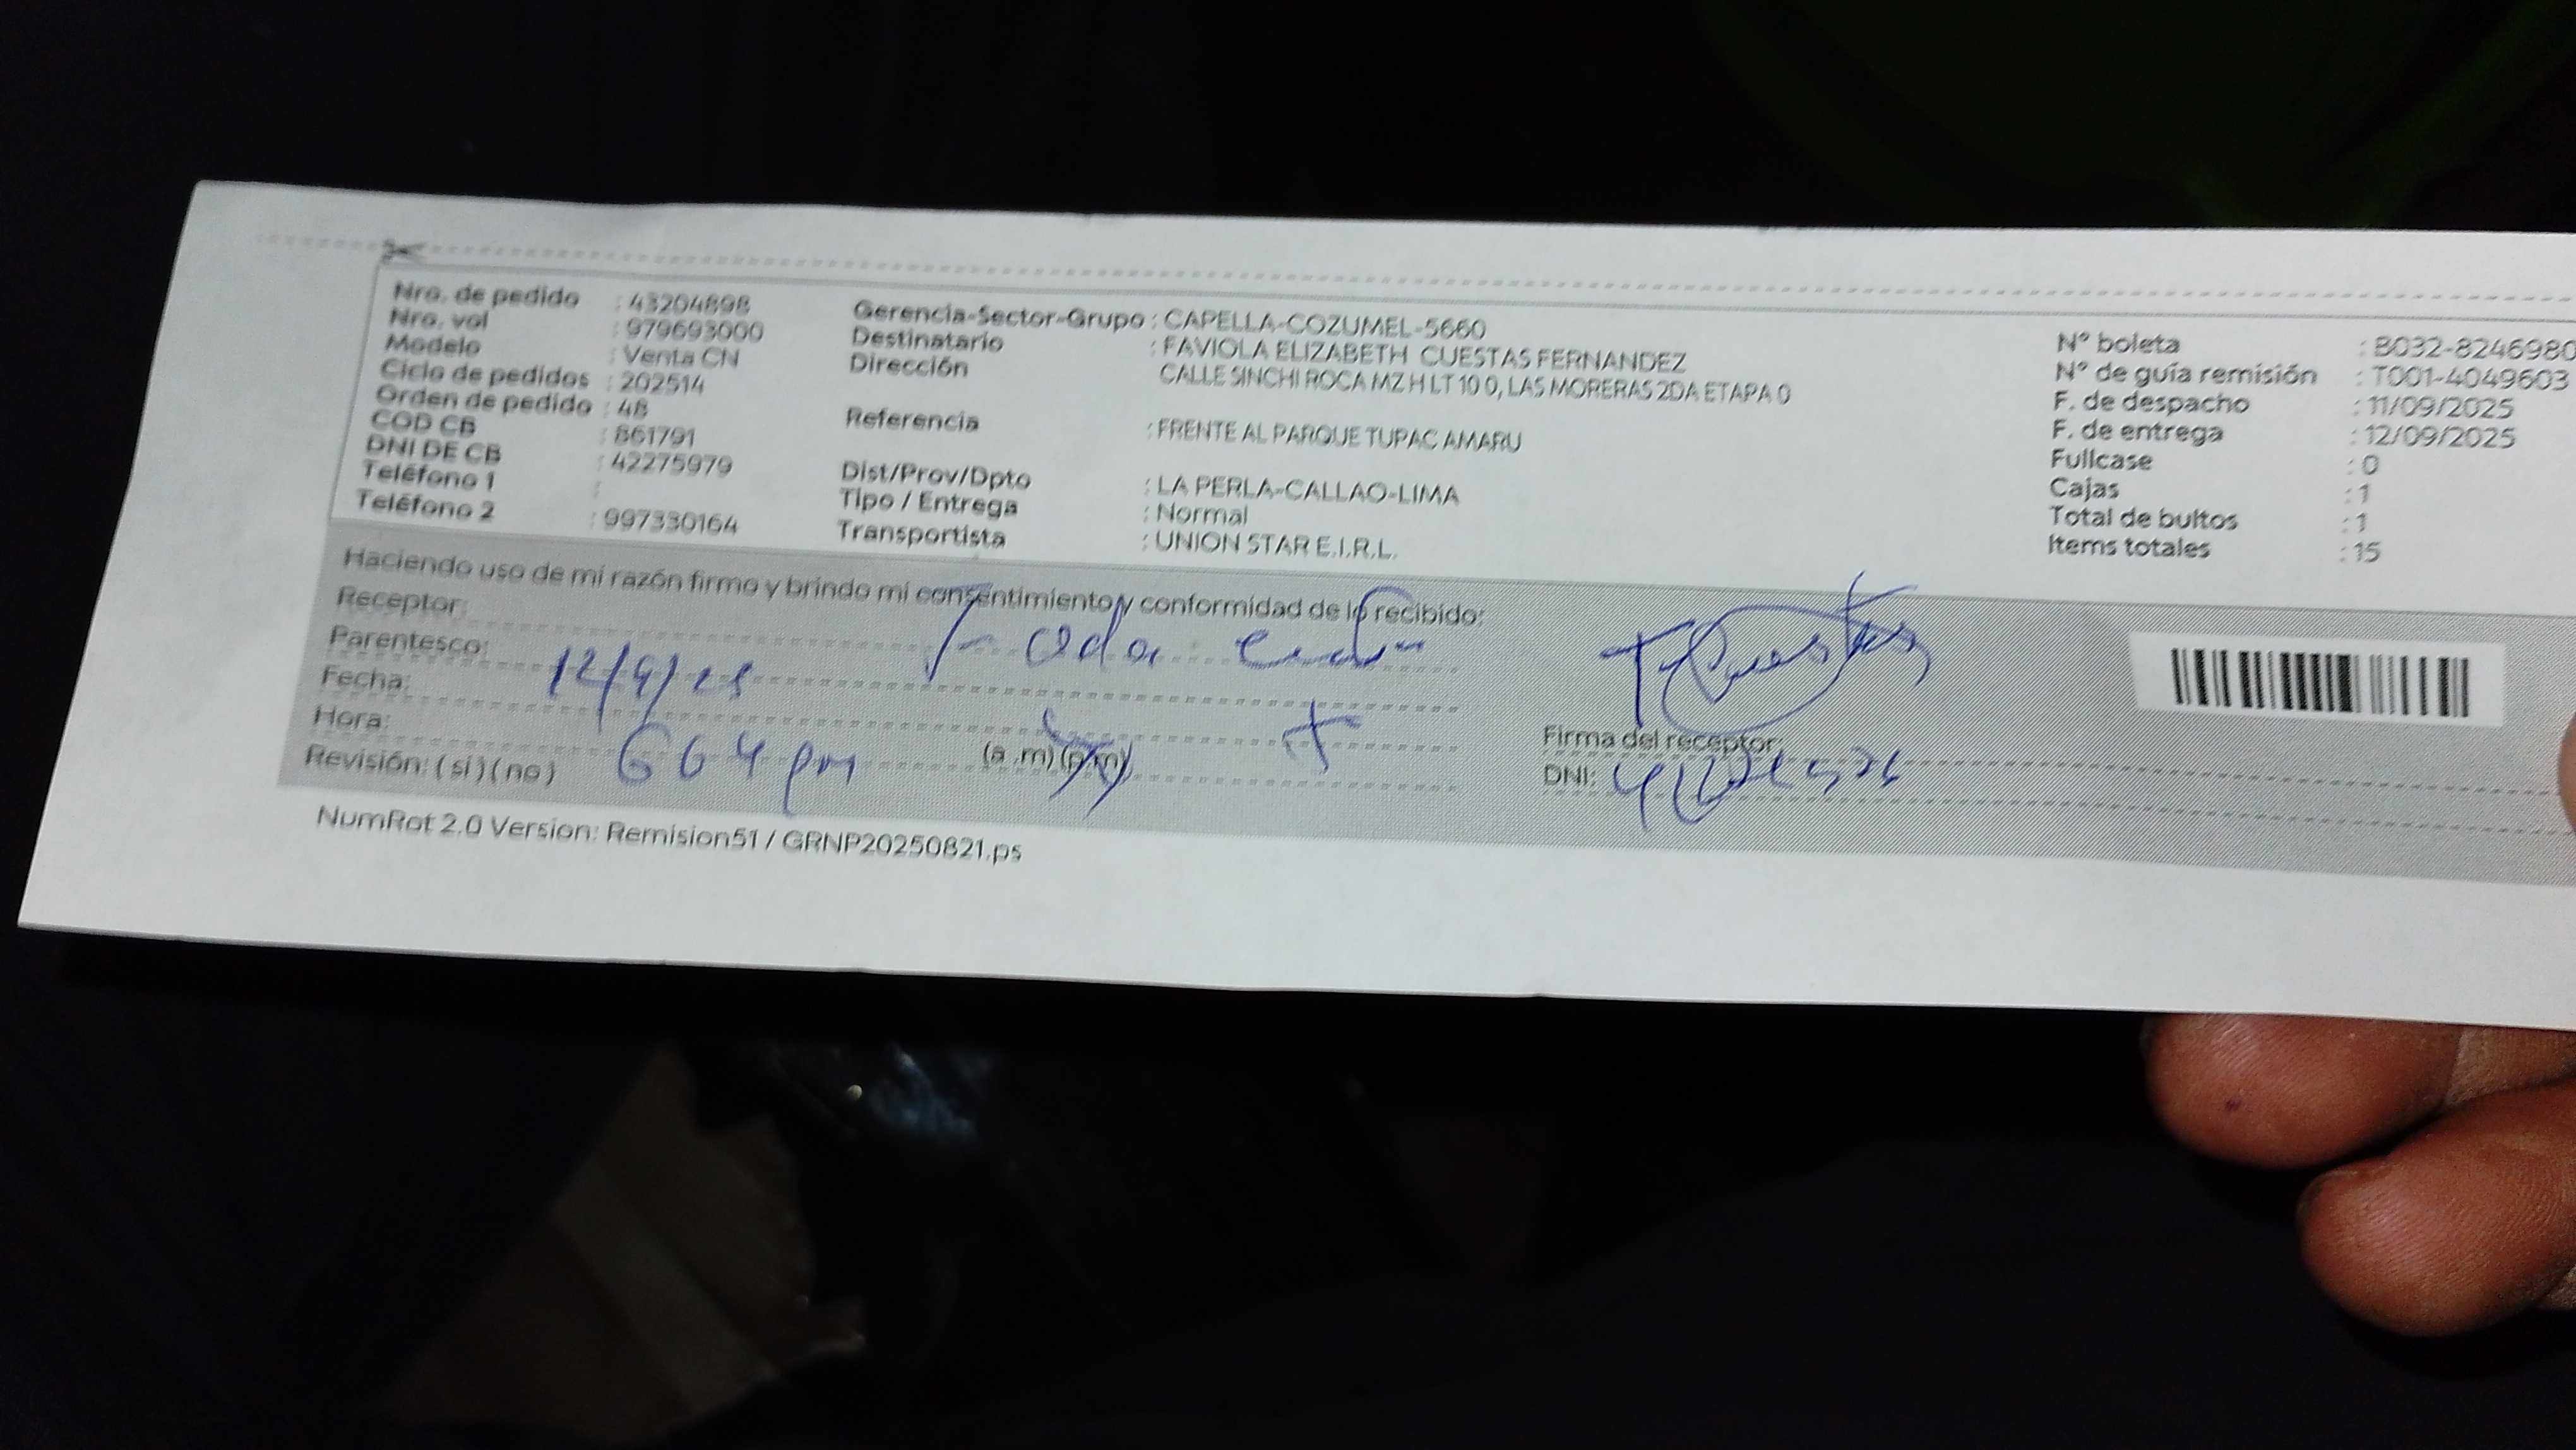 Nro. de pedido : 43204898
Nro. vol : 979693000
Modelo : Venta CN
Ciclo de pedidos : 202514
Orden de pedido : 48
COD CB : 861791
DNI DE CB : 42275979
Teléfono 1 :
Teléfono 2 : 997330164
Gerencia-Sector-Grupo : CAPELLA-COZUMEL-5660
Destinatario : FAVIOLA ELIZABETH CUESTAS FERNANDEZ
Dirección CALLE SINCHI ROCA MZ H LT 10 0, LAS MORERAS 2DA ETAPA 0
Referencia : FRENTE AL PARQUE TUPAC AMARU
Dist/Prov/Dpto : LA PERLA-CALLAO-LIMA
Tipo / Entrega : Normal
Transportista : UNION STAR E.I.R.L.
N° boleta : B032-8246980
N° de guía remisión : T001-4049603
F. de despacho : 11/09/2025
F. de entrega : 12/09/2025
Fullcase : 0
Cajas : 1
Total de bultos : 1
Items totales : 15
Haciendo uso de mi razón firmo y brindo mi consentimiento y conformidad de lo recibido:
Receptor:
Parentesco:
Fecha: 12/9/25
Hora: 6 64 pm (a .m) (p.m)
Revisión: ( si ) ( no )
Firma del receptor:
DNI:
NumRot 2.0 Version: Remision51 / GRNP20250821.ps